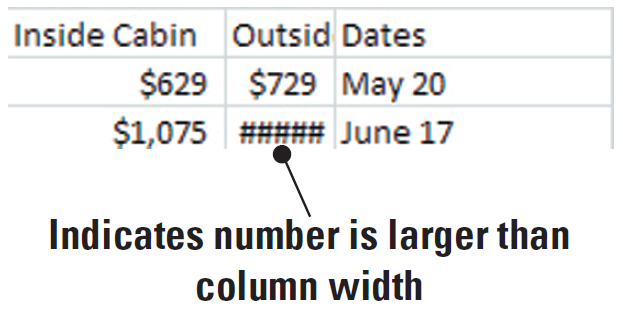 Inside Cabin Outsid Dates
$629 $729 May 20
$1,075 ##### June 17
Indicates number is larger than
column width